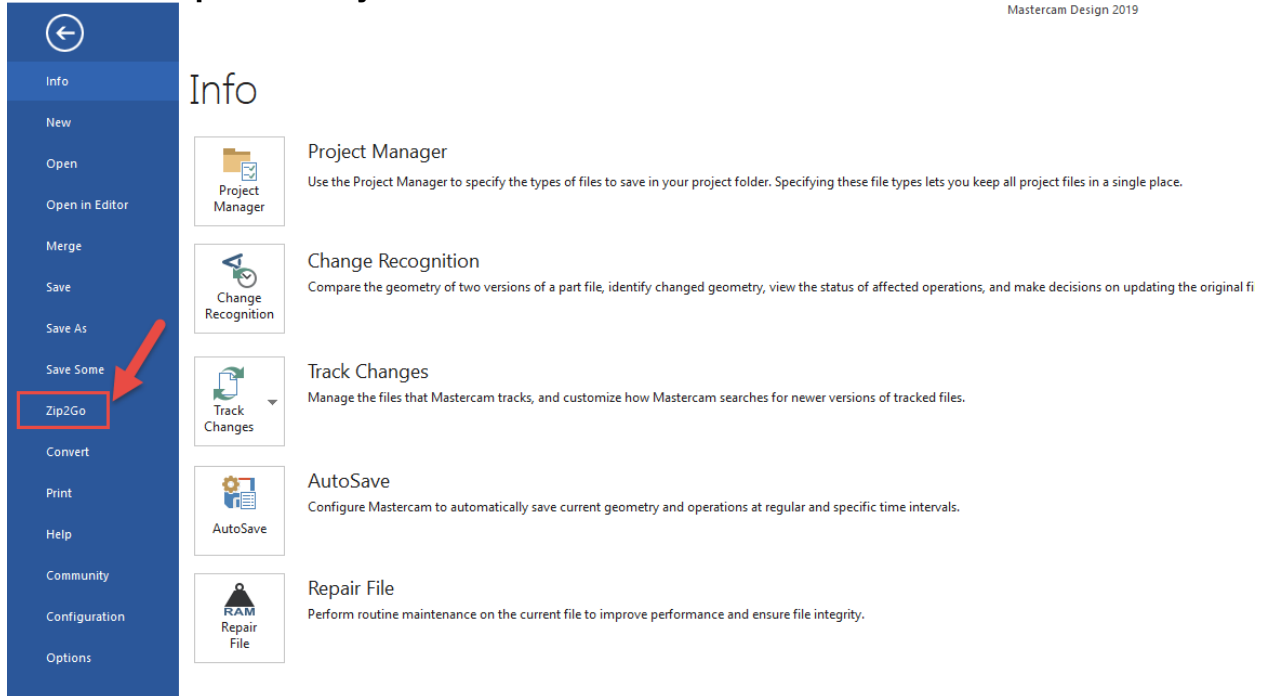 Mastercam Design 2019
Info
New
Open
Open in Editor
Merge
Save
Save As
Save Some
Zip2Go
Convert
Print
Help
Community
Configuration
Options
Info
Project
Manager
Project Manager
Use the Project Manager to specify the types of files to save in your project folder. Specifying these file types lets you keep all project files in a single place.
Change
Recognition
Change Recognition
Compare the geometry of two versions of a part file, identify changed geometry, view the status of affected operations, and make decisions on updating the original fi
Track
Changes
Track Changes
Manage the files that Mastercam tracks, and customize how Mastercam searches for newer versions of tracked files.
AutoSave
AutoSave
Configure Mastercam to automatically save current geometry and operations at regular and specific time intervals.
RAM
Repair
File
Repair File
Perform routine maintenance on the current file to improve performance and ensure file integrity.